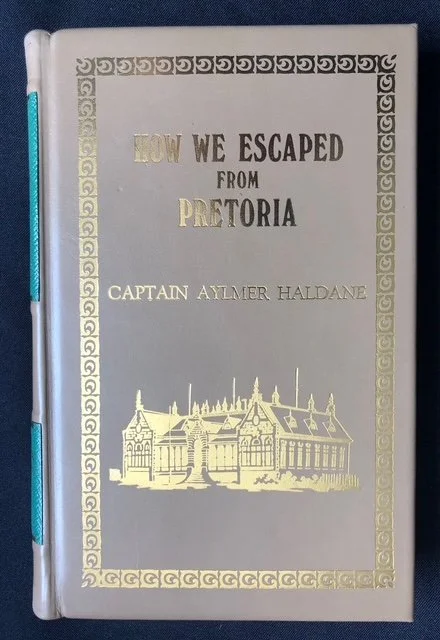 HOW WE ESCAPED
FROM
PRETORIA
CAPTAIN AYLMER HALDANE